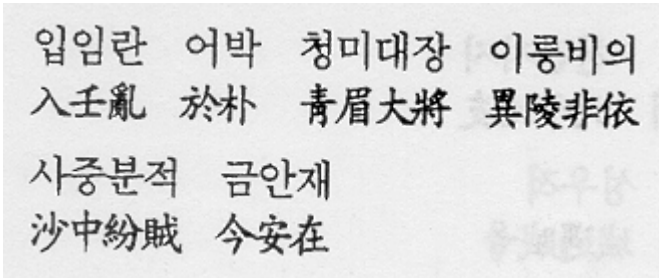 입임란 어박 청미대장 이릉비의
入壬亂 於朴 靑眉大將 異陵非依
사중분적 금안재
沙中紛賊 今安在